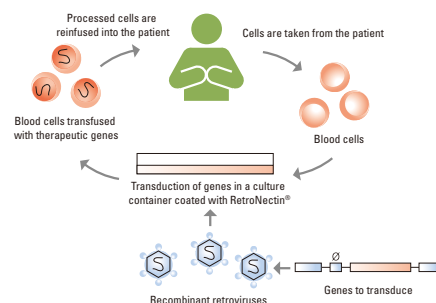 Processed cells are
reinfused into the patient
Cells are taken from the patient
Blood cells transfused
with therapeutic genes
Blood cells
Transduction of genes in a culture
container coated with RetroNectin®
Ø
Genes to transduce
Recombinant retroviruses